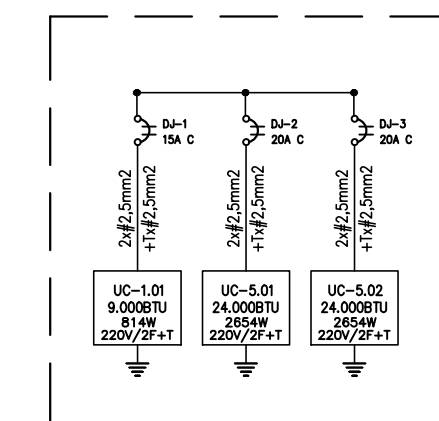 DJ-1
15A C
DJ-2
20A C
DJ-3
20A C
2x#2,5mm2
+Tx#2,5mm2
2x#2,5mm2
+Tx#2,5mm2
2x#2,5mm2
+Tx#2,5mm2
UC-1.01
9.000BTU
814W
220V/2F+T
UC-5.01
24.000BTU
2654W
220V/2F+T
UC-5.02
24.000BTU
2654W
220V/2F+T